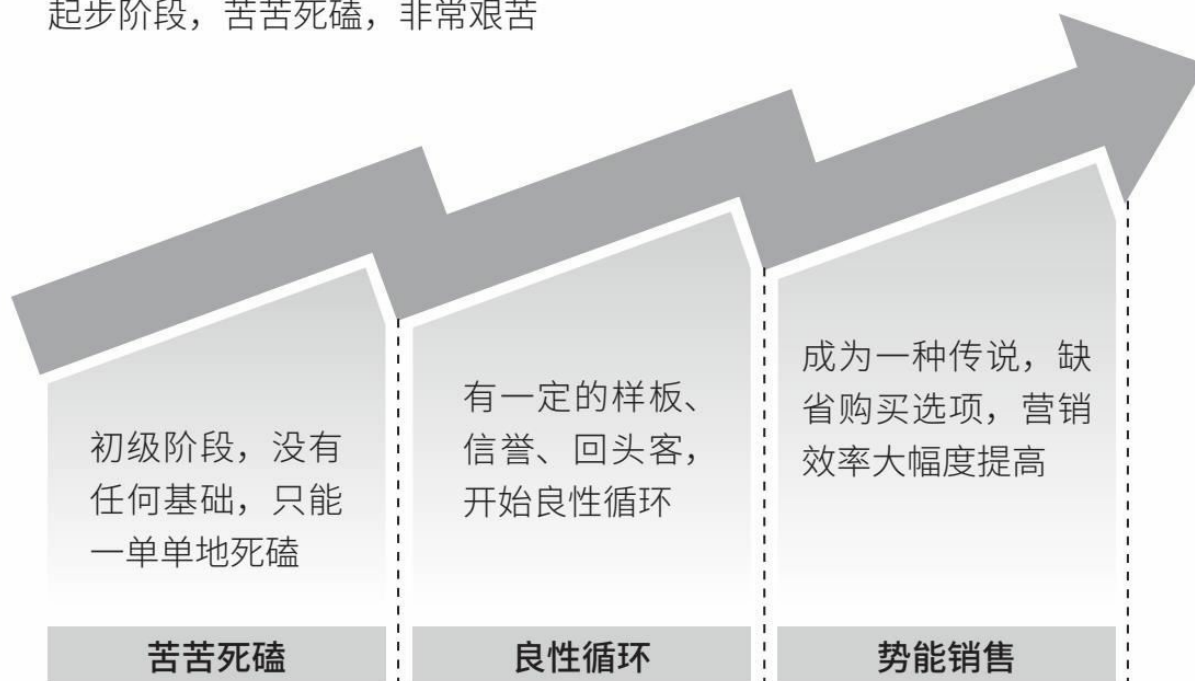 起步阶段，苦苦死磕，非常艰苦
初级阶段，没有
任何基础，只能
一单单地死磕
有一定的样板、
信誉、回头客，
开始良性循环
成为一种传说，缺
省购买选项，营销
效率大幅度提高
苦苦死磕
良性循环
势能销售